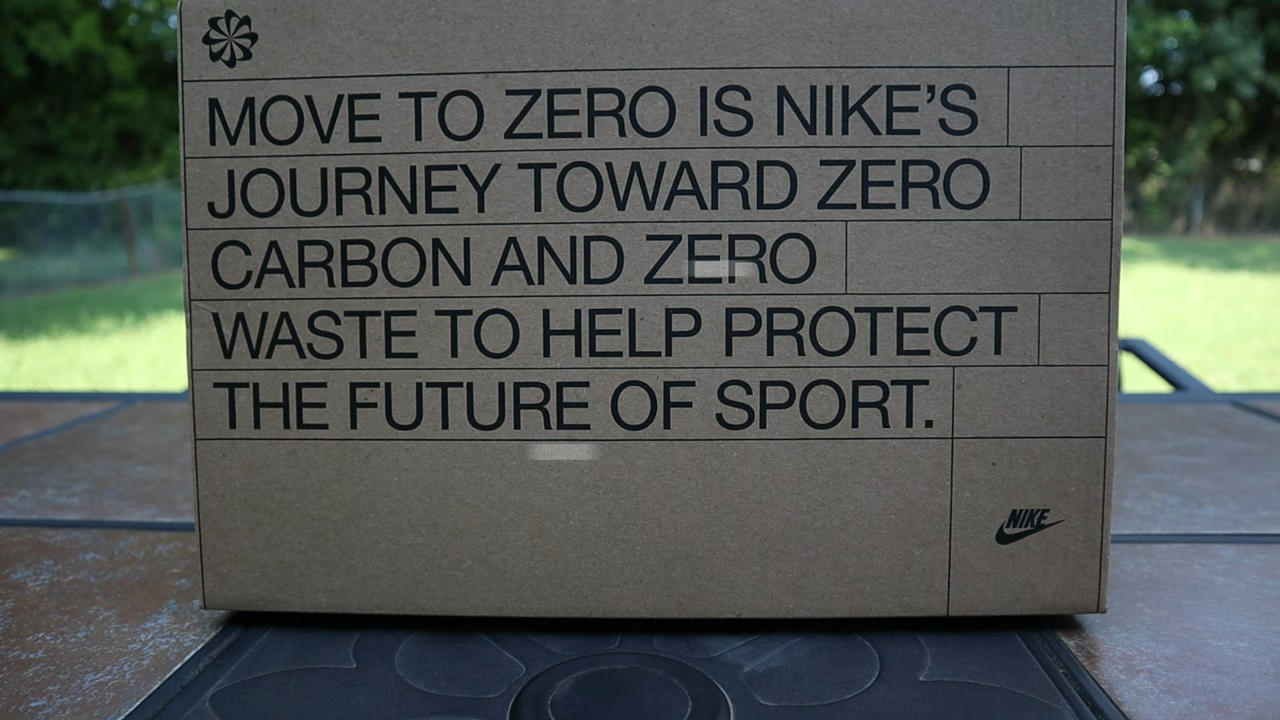 MOVE TO ZERO IS NIKE’S
JOURNEY TOWARD ZERO
CARBON AND ZERO
WASTE TO HELP PROTECT
THE FUTURE OF SPORT.
NIKE